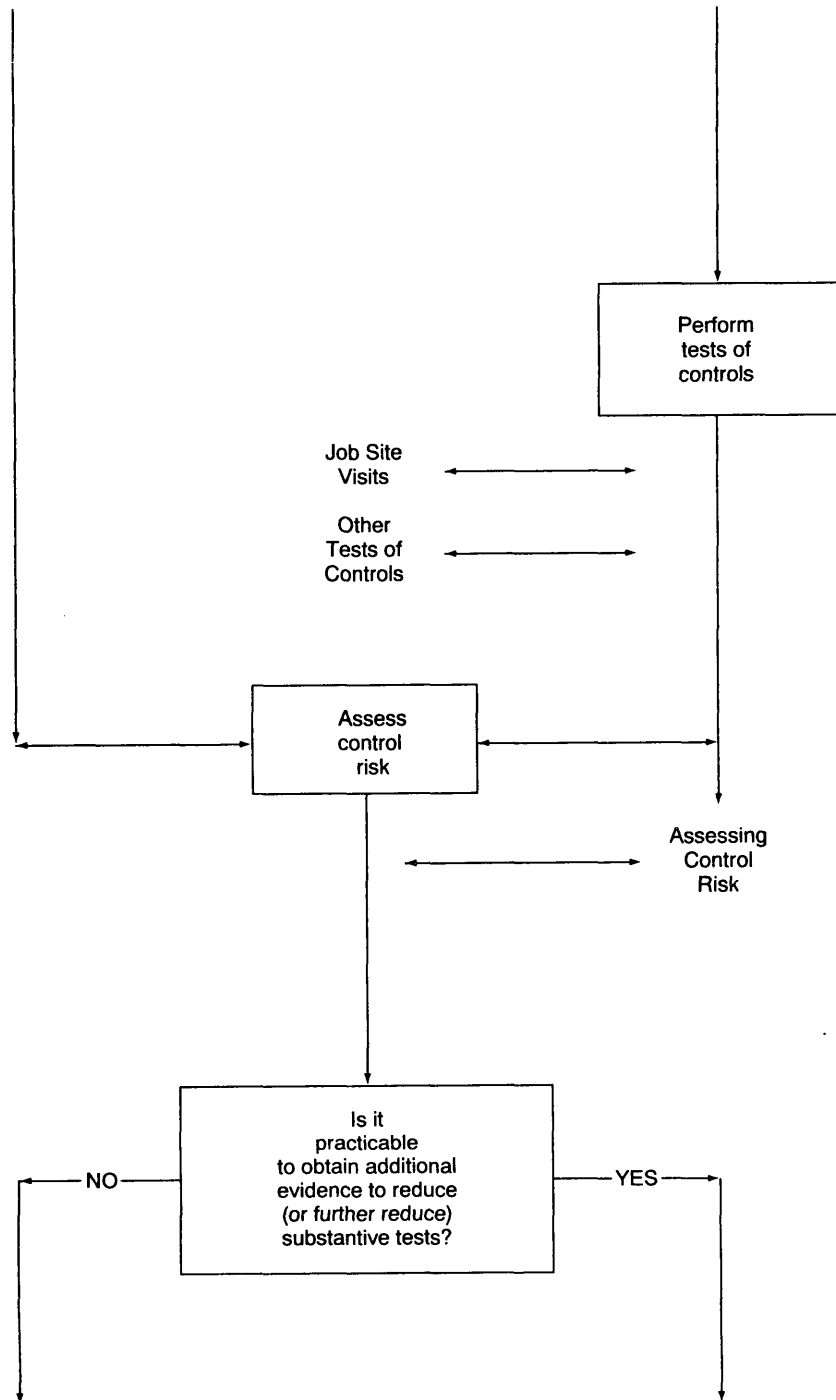 Perform
tests of
controls
Job Site
Visits
Other
Tests of
Controls
Assess
control
risk
Assessing
Control
Risk
Is it
practicable
to obtain additional
evidence to reduce
(or further reduce)
substantive tests?
NO
YES